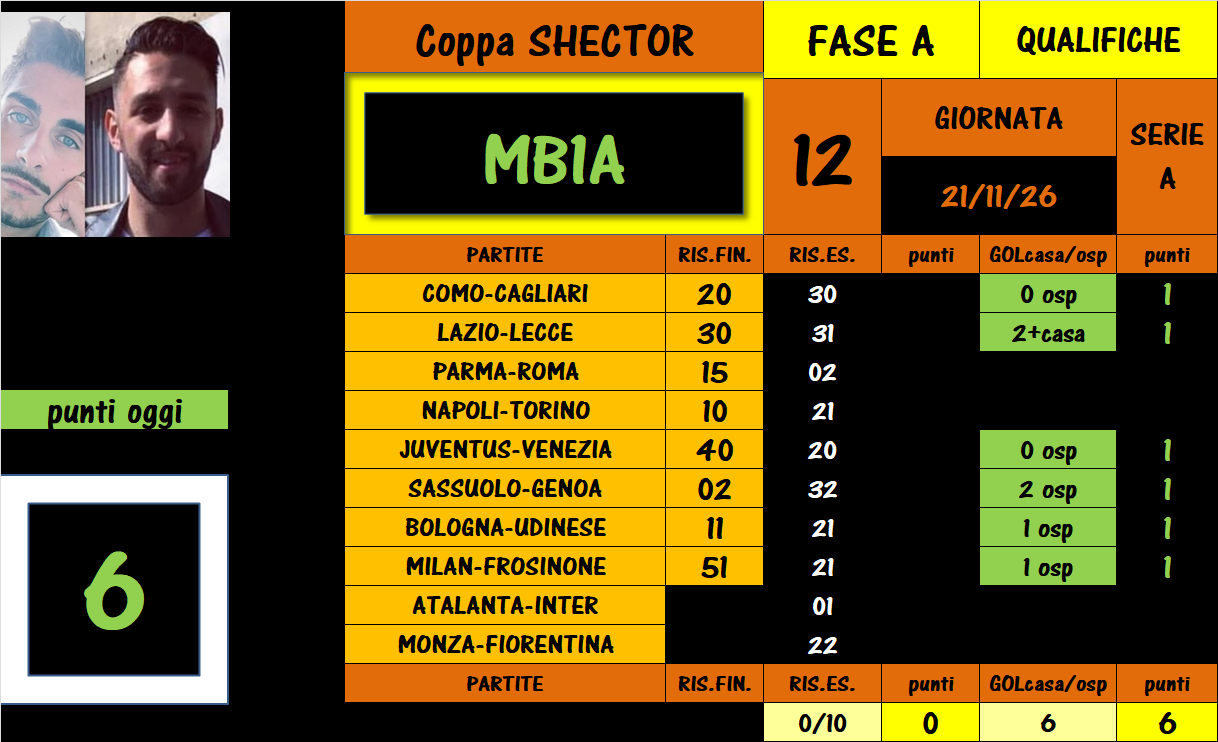 Coppa SHECTOR FASE A QUALIFICHE
MB1A 12 GIORNATA SERIE A
21/11/26
PARTITE RIS.FIN. RIS.ES. punti GOLcasa/osp punti
COMO-CAGLIARI 20 30 0 osp 1
LAZIO-LECCE 30 31 2+casa 1
PARMA-ROMA 15 02
punti oggi
NAPOLI-TORINO 10 21
JUVENTUS-VENEZIA 40 20 0 osp 1
SASSUOLO-GENOA 02 32 2 osp 1
BOLOGNA-UDINESE 11 21 1 osp 1
6
MILAN-FROSINONE 51 21 1 osp 1
ATALANTA-INTER 01
MONZA-FIORENTINA 22
PARTITE RIS.FIN. RIS.ES. punti GOLcasa/osp punti
0/10 0 6 6